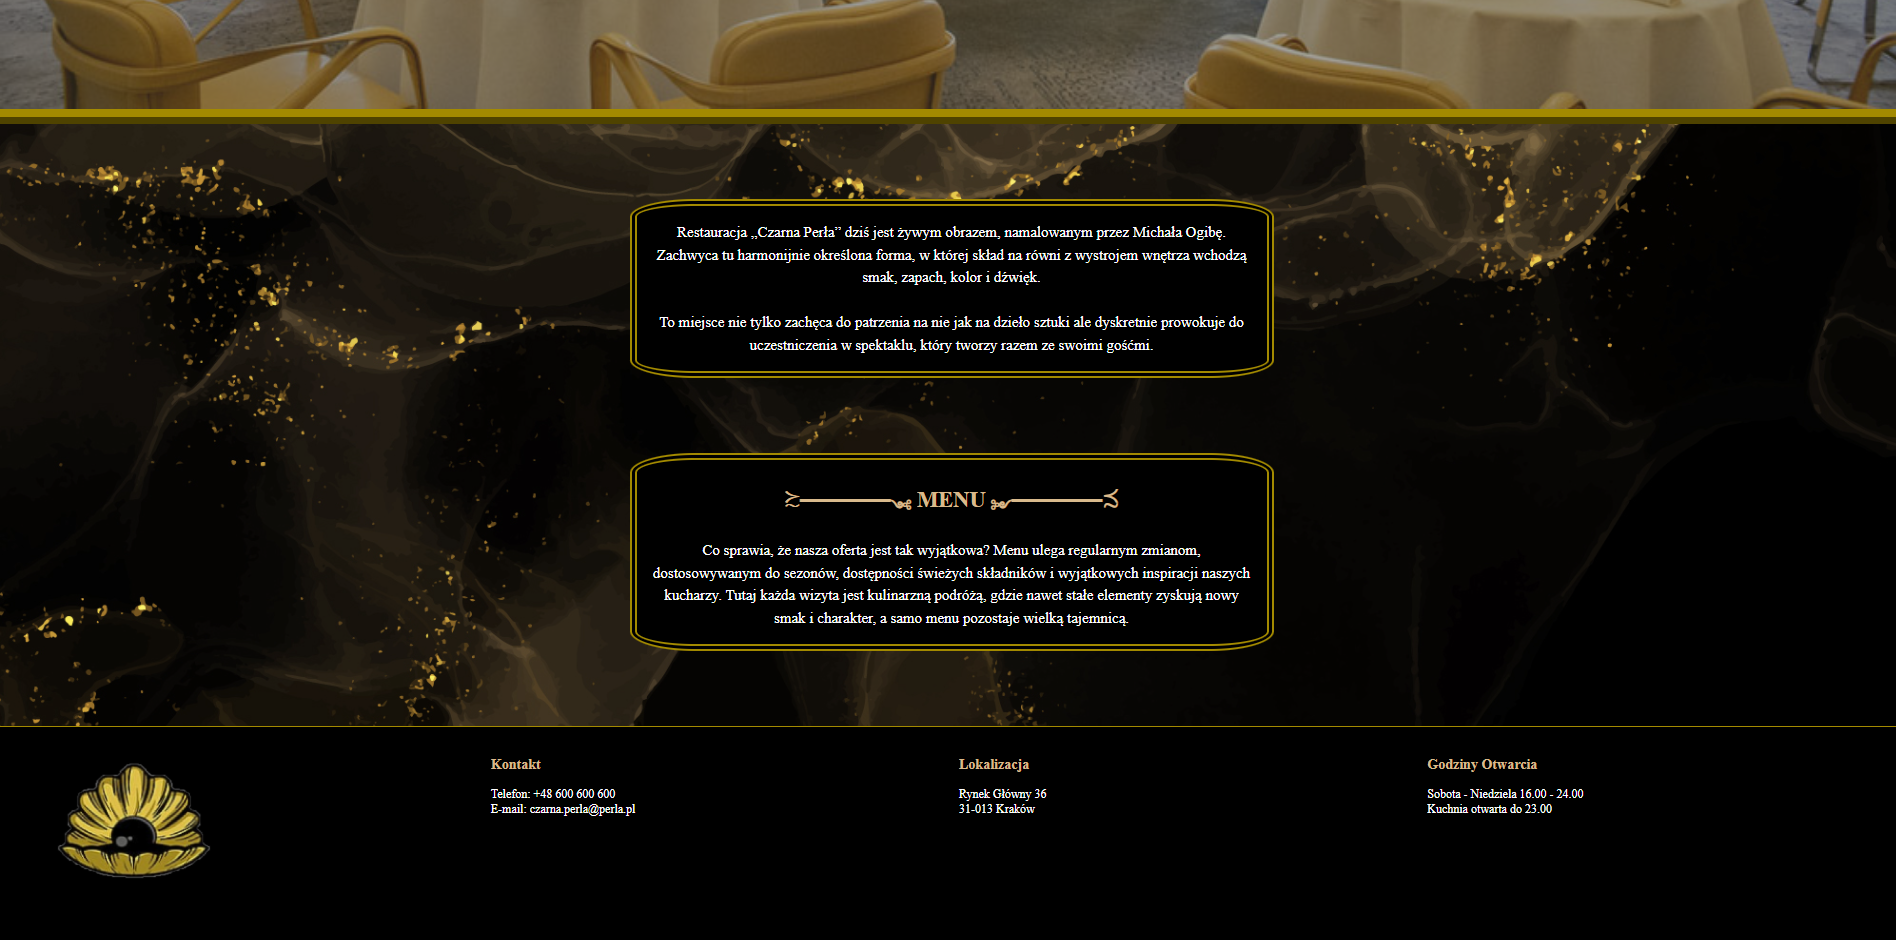 Restauracja „Czarna Perła” dziś jest żywym obrazem, namalowanym przez Michała Ogibę.
Zachwyca tu harmonijnie określona forma, w której skład na równi z wystrojem wnętrza wchodzą
smak, zapach, kolor i dźwięk.
To miejsce nie tylko zachęca do patrzenia na nie jak na dzieło sztuki ale dyskretnie prowokuje do
uczestniczenia w spektaklu, który tworzy razem ze swoimi gośćmi.
MENU
Co sprawia, że nasza oferta jest tak wyjątkowa? Menu ulega regularnym zmianom,
dostosowywanym do sezonów, dostępności świeżych składników i wyjątkowych inspiracji naszych
kucharzy. Tutaj każda wizyta jest kulinarzną podróżą, gdzie nawet stałe elementy zyskują nowy
smak i charakter, a samo menu pozostaje wielką tajemnicą.
Kontakt
Telefon: +48 600 600 600
E-mail: czarna.perla@perla.pl
Lokalizacja
Rynek Główny 36
31-013 Kraków
Godziny Otwarcia
Sobota - Niedziela 16.00 - 24.00
Kuchnia otwarta do 23.00